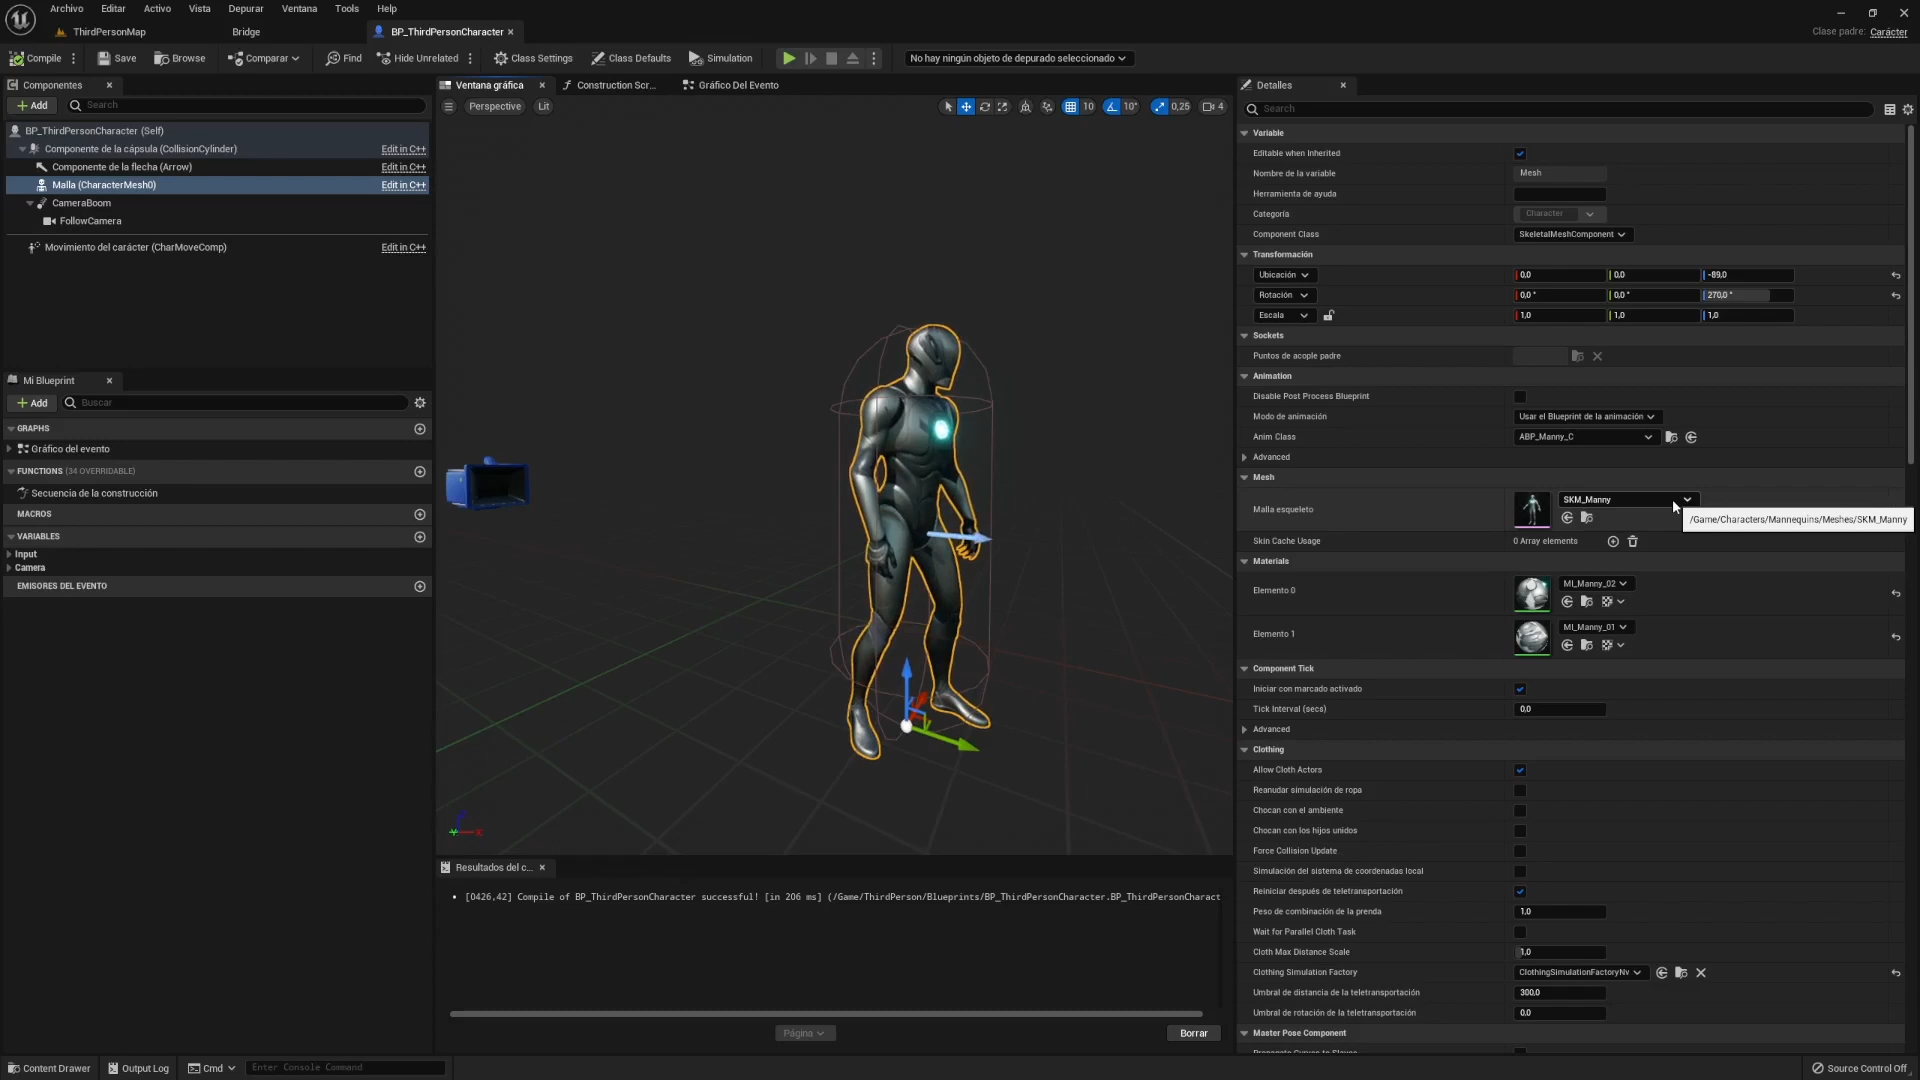 Archivo Editar Activo Vista Depurar Ventana Tools Help
ThirdPersonMap Bridge BP_ThirdPersonCharacter
Clase padre: Carácter
Compile Save Browse Comparar Find Hide Unrelated Class Settings Class Defaults Simulation No hay ningún objeto de depurado seleccionado
Componentes
Add Search
BP_ThirdPersonCharacter (Self)
Componente de la cápsula (CollisionCylinder) Edit in C++
Componente de la flecha (Arrow) Edit in C++
Malla (CharacterMesh0) Edit in C++
CameraBoom
FollowCamera
Movimiento del carácter (CharMoveComp) Edit in C++
Mi Blueprint
Add Buscar
GRAPHS
Gráfico del evento
FUNCTIONS (34 OVERRIDABLE)
Secuencia de la construcción
MACROS
VARIABLES
Input
Camera
EMISORES DEL EVENTO
Ventana gráfica Construction Scr... Gráfico Del Evento
Perspective Lit 10 10° 0,25 4
Resultados del c...
• [0426,42] Compile of BP_ThirdPersonCharacter successful! [in 206 ms] (/Game/ThirdPerson/Blueprints/BP_ThirdPersonCharacter.BP_ThirdPersonCharact
Página Borrar
Detalles
Search
Variable
Editable when Inherited
Nombre de la variable Mesh
Herramienta de ayuda
Categoría Character
Component Class SkeletalMeshComponent
Transformación
Ubicación 0,0 0,0 -89,0
Rotación 0,0 ° 0,0 ° 270,0 °
Escala 1,0 1,0 1,0
Sockets
Puntos de acople padre
Animation
Disable Post Process Blueprint
Modo de animación Usar el Blueprint de la animación
Anim Class ABP_Manny_C
Advanced
Mesh
Malla esqueleto SKM_Manny
/Game/Characters/Mannequins/Meshes/SKM_Manny
Skin Cache Usage 0 Array elements
Materials
Elemento 0 MI_Manny_02
Elemento 1 MI_Manny_01
Component Tick
Iniciar con marcado activado
Tick Interval (secs) 0,0
Advanced
Clothing
Allow Cloth Actors
Reanudar simulación de ropa
Chocan con el ambiente
Chocan con los hijos unidos
Force Collision Update
Simulación del sistema de coordenadas local
Reiniciar después de teletransportación
Peso de combinación de la prenda 1,0
Wait for Parallel Cloth Task
Cloth Max Distance Scale 1,0
Clothing Simulation Factory ClothingSimulationFactoryNv
Umbral de distancia de la teletransportación 300,0
Umbral de rotación de la teletransportación 0,0
Master Pose Component
Content Drawer Output Log Cmd Enter Console Command Source Control Off